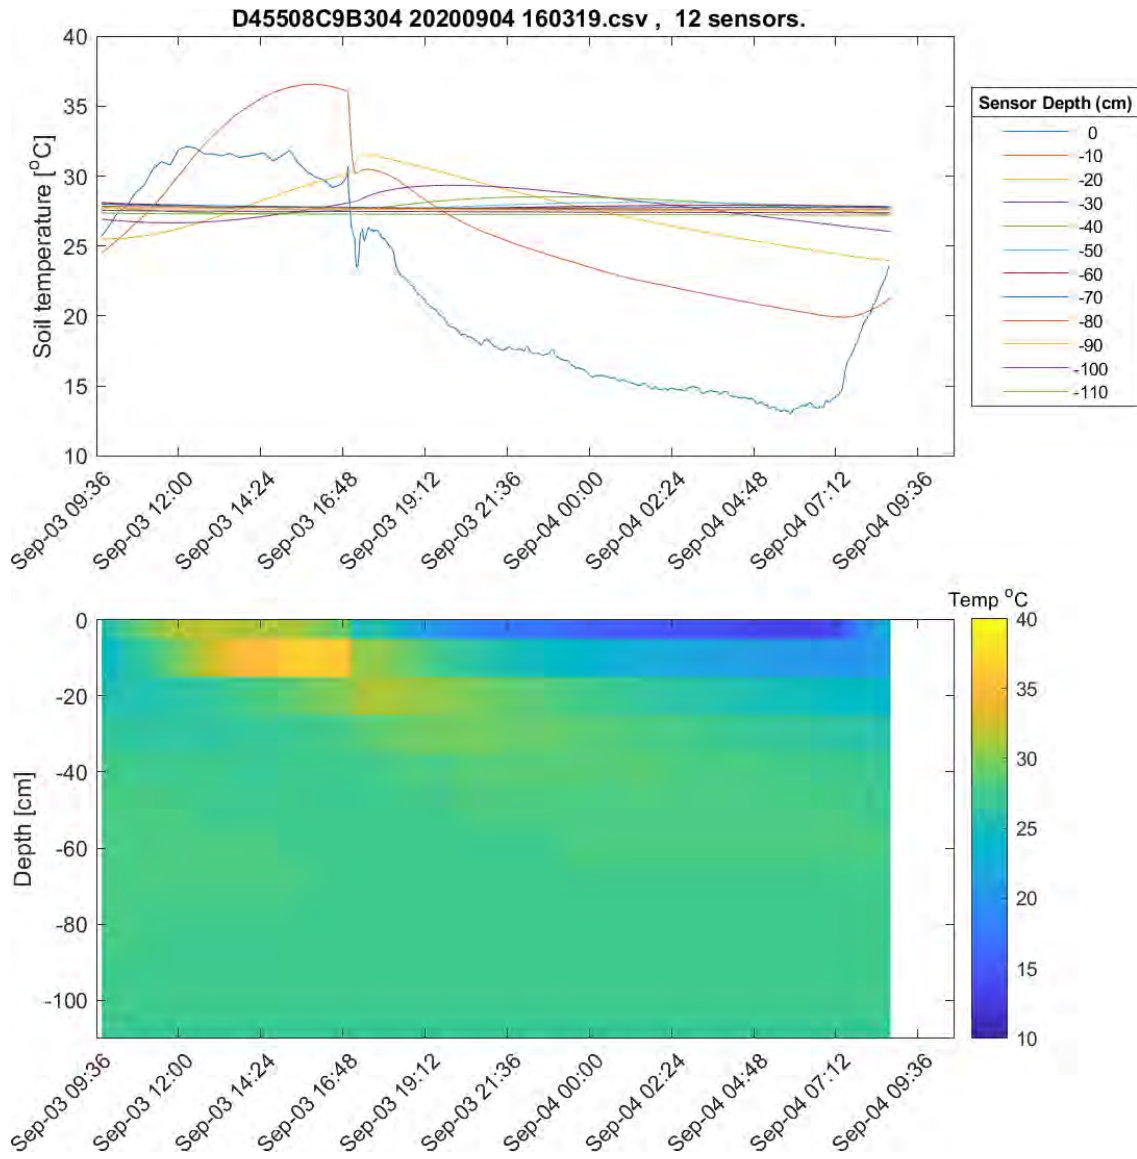 D45508C9B304 20200904 160319.csv , 12 sensors.
Soil temperature [°C]
40
35
30
25
20
15
10
Sep-03 09:36
Sep-03 12:00
Sep-03 14:24
Sep-03 16:48
Sep-03 19:12
Sep-03 21:36
Sep-04 00:00
Sep-04 02:24
Sep-04 04:48
Sep-04 07:12
Sep-04 09:36
Sensor Depth (cm)
0
-10
-20
-30
-40
-50
-60
-70
-80
-90
-100
-110
Depth [cm]
0
-20
-40
-60
-80
-100
Sep-03 09:36
Sep-03 12:00
Sep-03 14:24
Sep-03 16:48
Sep-03 19:12
Sep-03 21:36
Sep-04 00:00
Sep-04 02:24
Sep-04 04:48
Sep-04 07:12
Sep-04 09:36
Temp °C
40
35
30
25
20
15
10